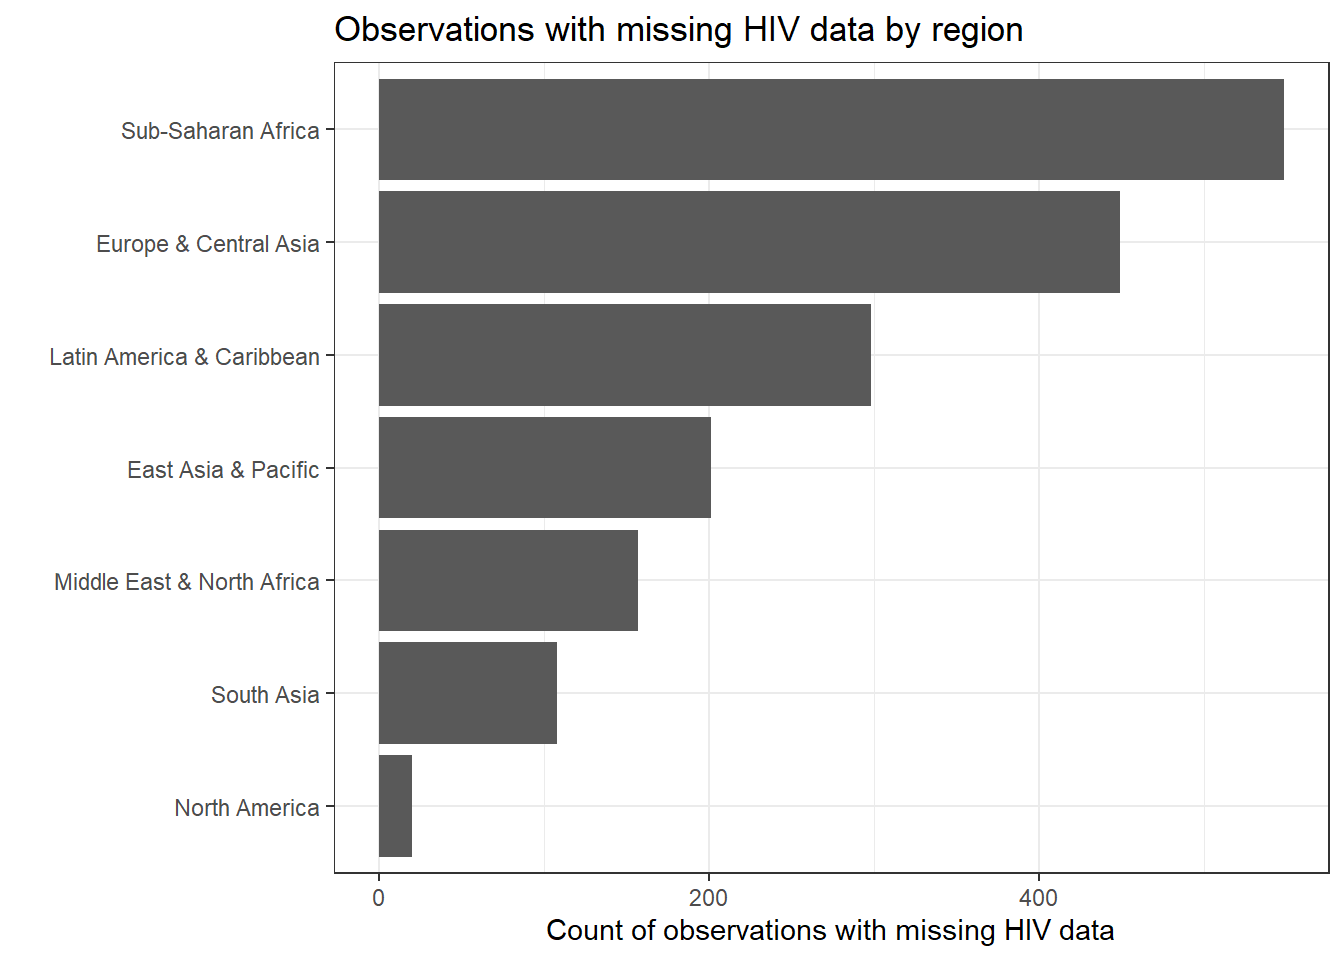 Observations with missing HIV data by region
Sub-Saharan Africa
Europe & Central Asia
Latin America & Caribbean
East Asia & Pacific
Middle East & North Africa
South Asia
North America
0 200 400
Count of observations with missing HIV data